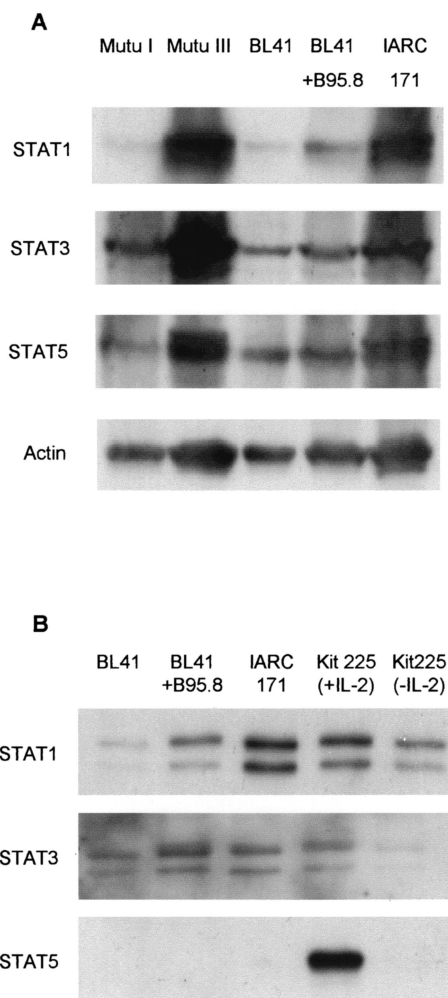 A
Mutu I Mutu III BL41 BL41 IARC
+B95.8 171
STAT1
STAT3
STAT5
Actin
B
BL41 BL41 IARC Kit 225 Kit225
+B95.8 171 (+IL-2) (-IL-2)
STAT1
STAT3
STAT5